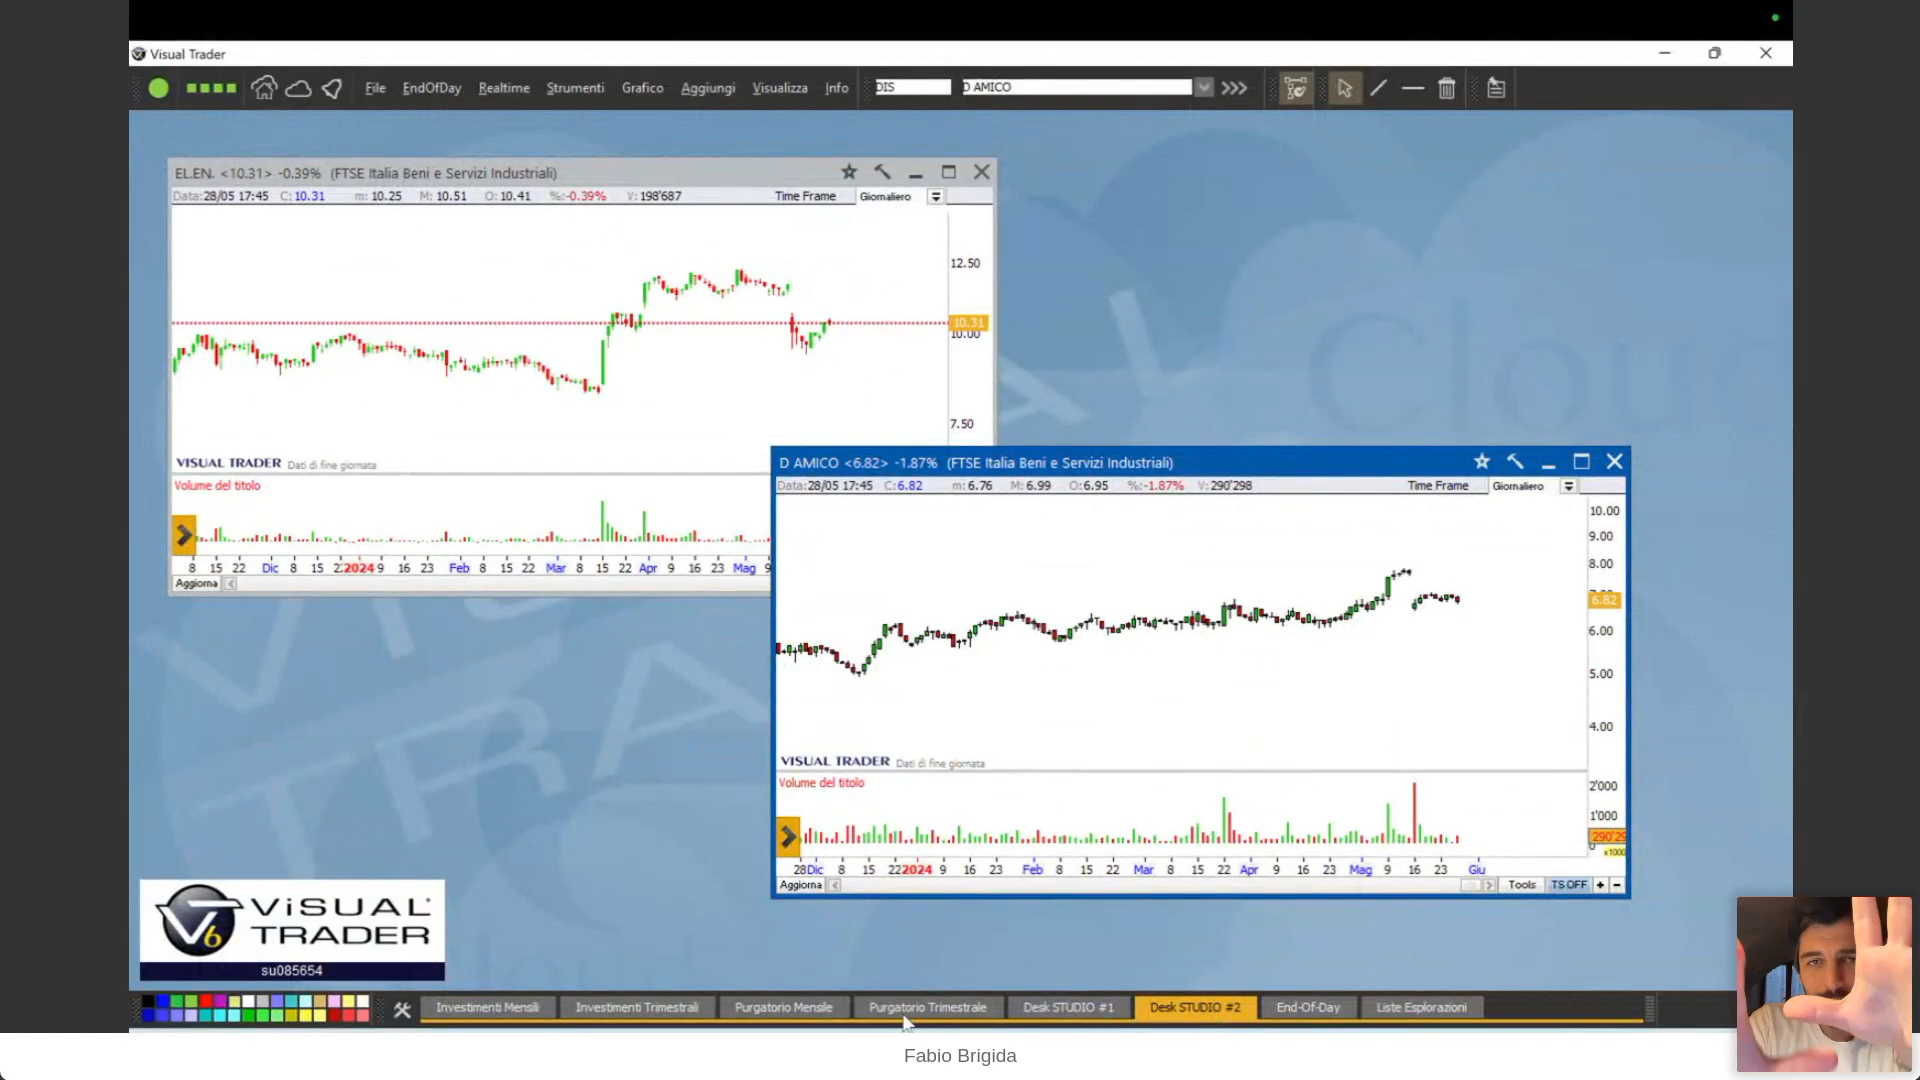 Visual Trader
File EndOfDay Realtime Strumenti Grafico Aggiungi Visualizza Info DIS D AMICO
EL.EN. <10.31> -0.39% (FTSE Italia Beni e Servizi Industriali)
Data:28/05 17:45 C: 10.31 m: 10.25 M: 10.51 O: 10.41 %:-0.39% V: 198'687 Time Frame Giornaliero
12.50
10.31
10.00
7.50
VISUAL TRADER Dati di fine giornata
Volume del titolo
8 15 22 Dic 8 15 2024 9 16 23 Feb 8 15 22 Mar 8 15 22 Apr 9 16 23 Mag 9
Aggiorna
D AMICO <6.82> -1.87% (FTSE Italia Beni e Servizi Industriali)
Data:28/05 17:45 C: 6.82 m: 6.76 M: 6.99 O: 6.95 %:-1.87% V: 290'298 Time Frame Giornaliero
10.00
9.00
8.00
6.82
6.00
5.00
4.00
VISUAL TRADER Dati di fine giornata
Volume del titolo
2'000
1'000
290'29
0
x1000
28 Dic 8 15 22 2024 9 16 23 Feb 8 15 22 Mar 8 15 22 Apr 9 16 23 Mag 9 16 23 Giu
Aggiorna Tools TS OFF + -
V6 ViSUAL TRADER
su085654
Investimenti Mensili Investimenti Trimestrali Purgatorio Mensile Purgatorio Trimestrale Desk STUDIO #1 Desk STUDIO #2 End-Of-Day Liste Esplorazioni
Fabio Brigida